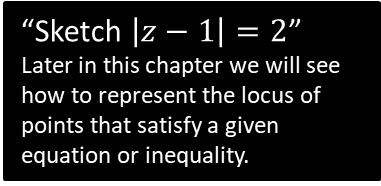 “Sketch |𝑧 − 1| = 2”
Later in this chapter we will see
how to represent the locus of
points that satisfy a given
equation or inequality.